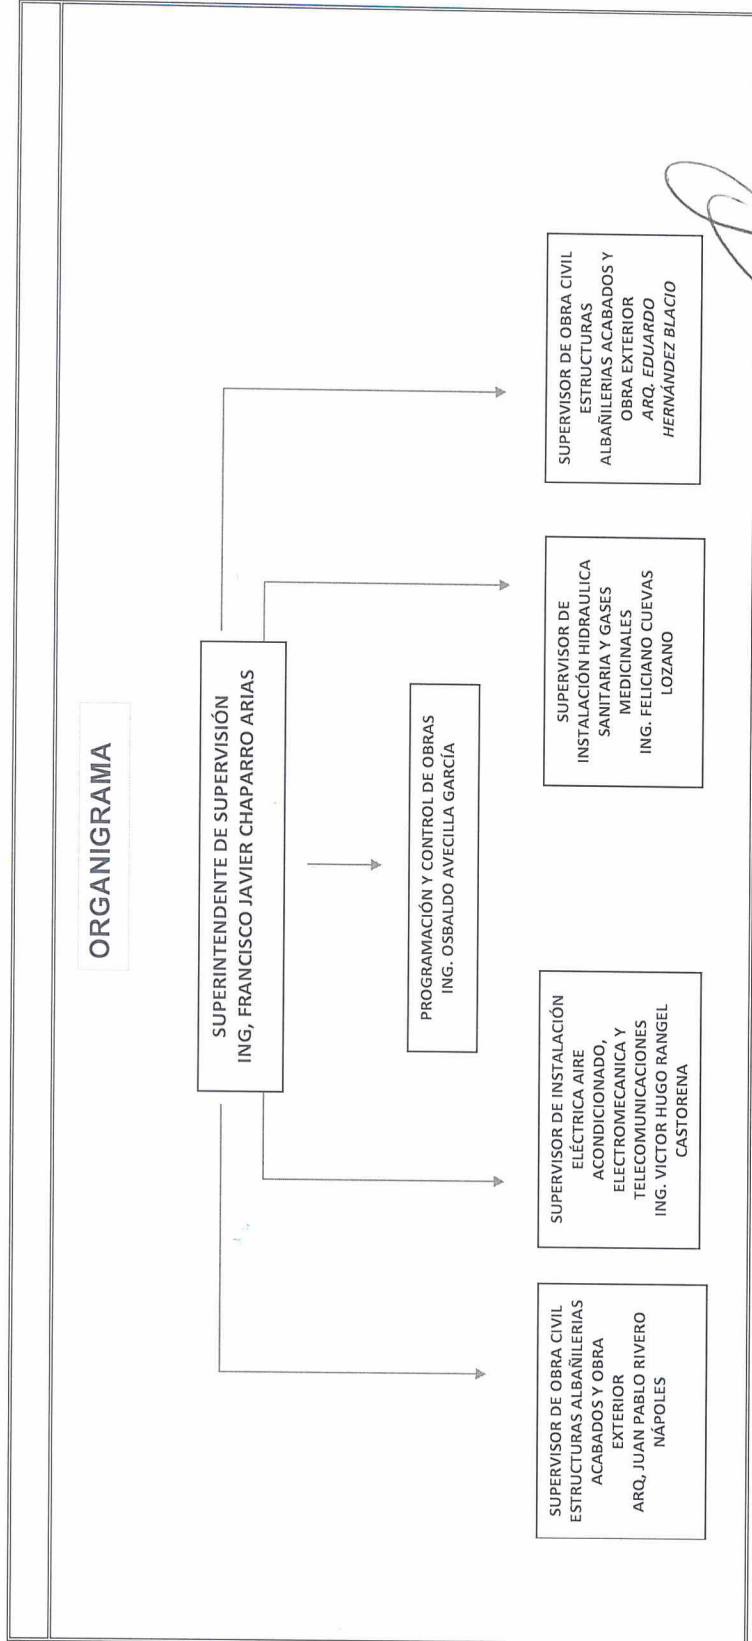 ORGANIGRAMA
SUPERINTENDENTE DE SUPERVISIÓN
ING, FRANCISCO JAVIER CHAPARRO ARIAS
PROGRAMACIÓN Y CONTROL DE OBRAS
ING. OSBALDO AVECILLA GARCÍA
SUPERVISOR DE OBRA CIVIL
ESTRUCTURAS ALBAÑILERIAS
ACABADOS Y OBRA
EXTERIOR
ARQ, JUAN PABLO RIVERO
NÁPOLES
SUPERVISOR DE INSTALACIÓN
ELÉCTRICA AIRE
ACONDICIONADO,
ELECTROMECANICA Y
TELECOMUNICACIONES
ING. VICTOR HUGO RANGEL
CASTORENA
SUPERVISOR DE
INSTALACIÓN HIDRAULICA
SANITARIA Y GASES
MEDICINALES
ING. FELICIANO CUEVAS
LOZANO
SUPERVISOR DE OBRA CIVIL
ESTRUCTURAS
ALBAÑILERIAS ACABADOS Y
OBRA EXTERIOR
ARQ. EDUARDO
HERNÁNDEZ BLACIO